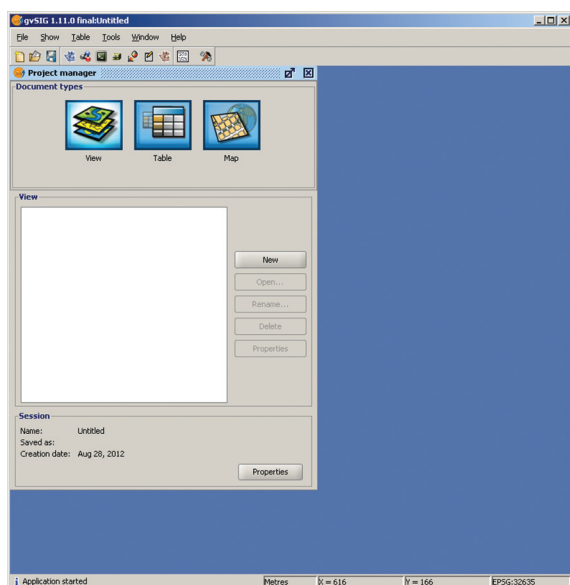 gvSIG 1.11.0 final:Untitled
File Show Table Tools Window Help
Project manager
Document types
View Table Map
View
New
Open...
Rename...
Delete
Properties
Session
Name: Untitled
Saved as:
Creation date: Aug 28, 2012
Properties
Application started Metres X = 616 Y = 166 EPSG:32635